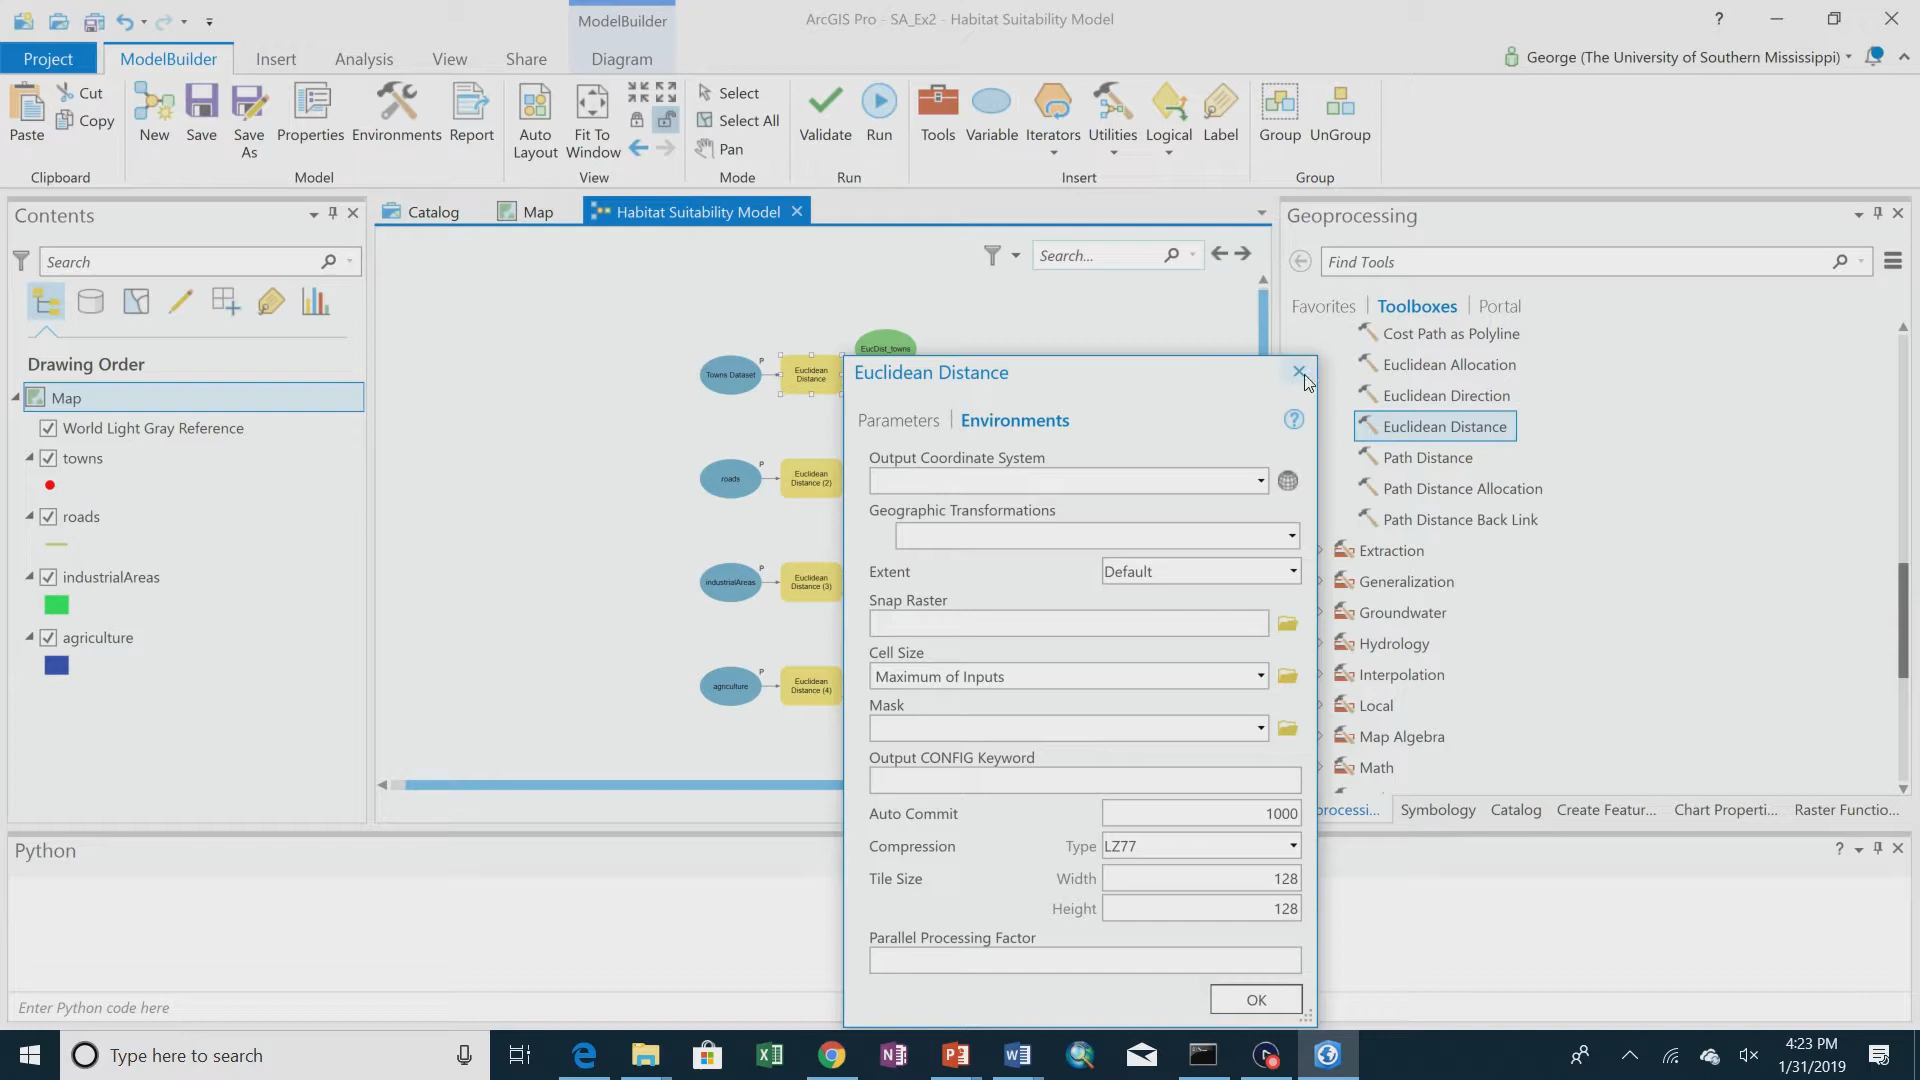 ModelBuilder
ArcGIS Pro - SA_Ex2 - Habitat Suitability Model
?
Project
ModelBuilder
Insert
Analysis
View
Share
Diagram
George (The University of Southern Mississippi)
Paste
Cut
Copy
Clipboard
New
Save
Save As
Properties
Environments
Report
Model
Auto Layout
Fit To Window
View
Select
Select All
Pan
Mode
Validate
Run
Run
Tools
Variable
Iterators
Utilities
Logical
Label
Insert
Group
UnGroup
Group
Contents
Search
Drawing Order
Map
World Light Gray Reference
towns
roads
industrialAreas
agriculture
Catalog
Map
Habitat Suitability Model
Search...
EucDist_towns
Towns Dataset
P
Euclidean
Distance
roads
P
Euclidean
Distance (2)
industrialAreas
P
Euclidean
Distance (3)
agriculture
P
Euclidean
Distance (4)
Euclidean Distance
Parameters
Environments
?
Output Coordinate System
Geographic Transformations
Extent
Default
Snap Raster
Cell Size
Maximum of Inputs
Mask
Output CONFIG Keyword
Auto Commit
1000
Compression
Type
LZ77
Tile Size
Width
128
Height
128
Parallel Processing Factor
OK
Geoprocessing
Find Tools
Favorites
Toolboxes
Portal
Cost Path as Polyline
Euclidean Allocation
Euclidean Direction
Euclidean Distance
Path Distance
Path Distance Allocation
Path Distance Back Link
Extraction
Generalization
Groundwater
Hydrology
Interpolation
Local
Map Algebra
Math
processi...
Symbology
Catalog
Create Featur...
Chart Properti...
Raster Functio...
Python
?
Enter Python code here
Type here to search
4:23 PM
1/31/2019